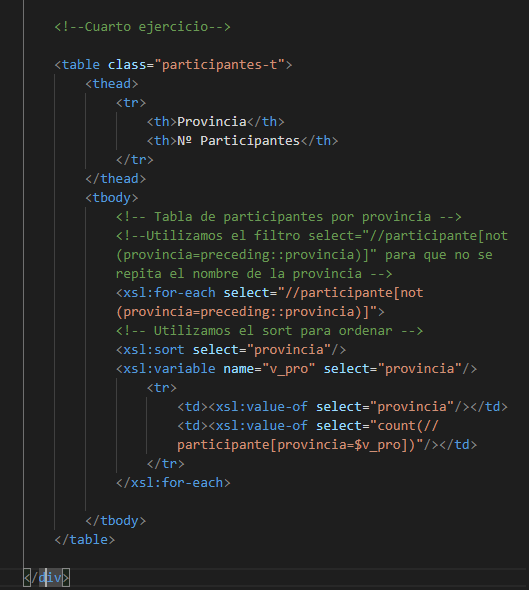 <!--Cuarto ejercicio-->
<table class="participantes-t">
<thead>
<tr>
<th>Provincia</th>
<th>Nº Participantes</th>
</tr>
</thead>
<tbody>
<!-- Tabla de participantes por provincia -->
<!--Utilizamos el filtro select="//participante[not
(provincia=preceding::provincia)]" para que no se
repita el nombre de la provincia -->
<xsl:for-each select="//participante[not
(provincia=preceding::provincia)]">
<!-- Utilizamos el sort para ordenar -->
<xsl:sort select="provincia"/>
<xsl:variable name="v_pro" select="provincia"/>
<tr>
<td><xsl:value-of select="provincia"/></td>
<td><xsl:value-of select="count(//
participante[provincia=$v_pro])"/></td>
</tr>
</xsl:for-each>
</tbody>
</table>
</div>